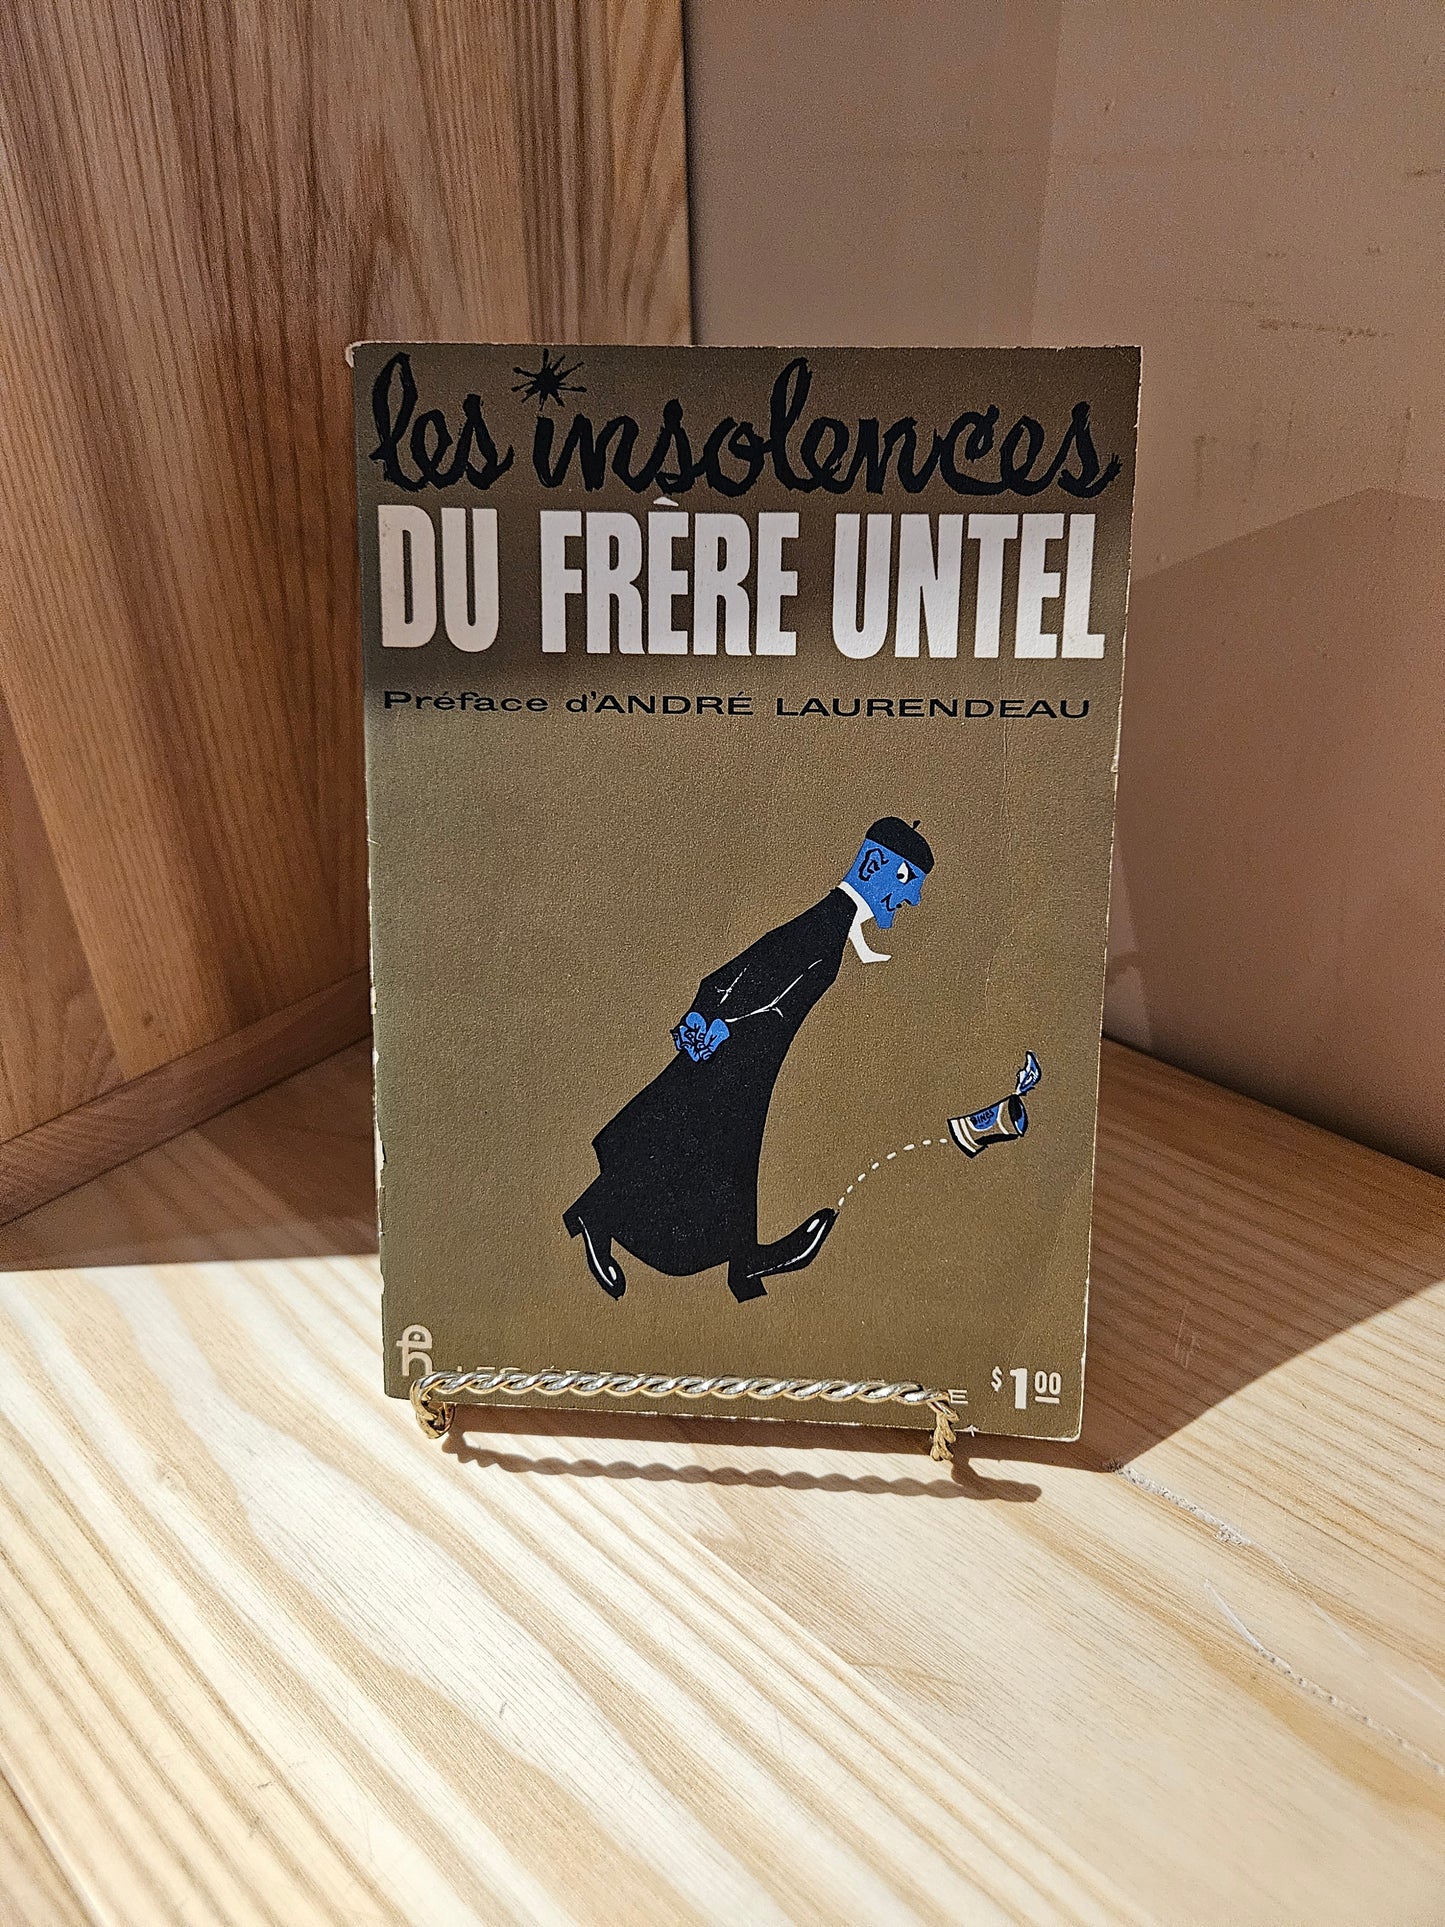 les insolences
DU FRÈRE UNTEL
Préface d'ANDRÉ LAURENDEAU
$1.00